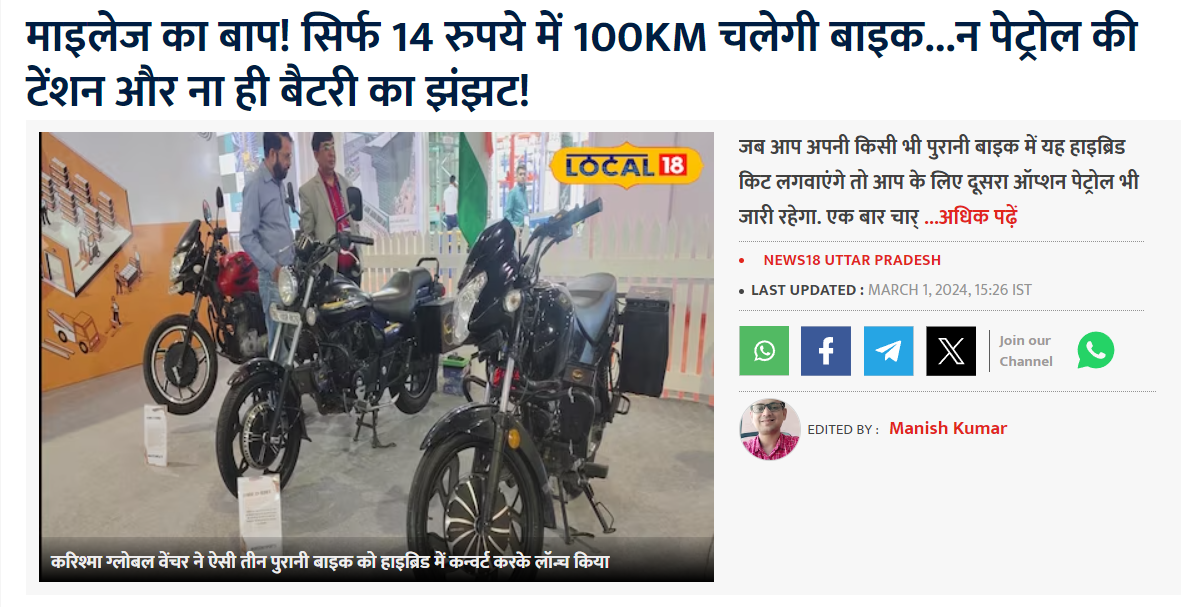 माइलेज का बाप! सिर्फ 14 रुपये में 100KM चलेगी बाइक...न पेट्रोल की
टेंशन और ना ही बैटरी का झंझट!
LOCAL 18
करिश्मा ग्लोबल वेंचर ने ऐसी तीन पुरानी बाइक को हाइब्रिड में कन्वर्ट करके लॉन्च किया
जब आप अपनी किसी भी पुरानी बाइक में यह हाइब्रिड
किट लगवाएंगे तो आप के लिए दूसरा ऑप्शन पेट्रोल भी
जारी रहेगा. एक बार चार् ...अधिक पढ़ें
NEWS18 UTTAR PRADESH
LAST UPDATED : MARCH 1, 2024, 15:26 IST
Join our
Channel
EDITED BY : Manish Kumar